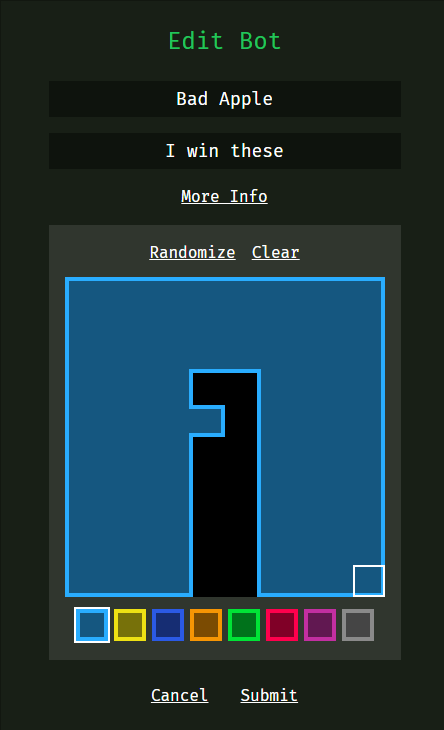 Edit Bot
Bad Apple
I win these
More Info
Randomize Clear
Cancel Submit